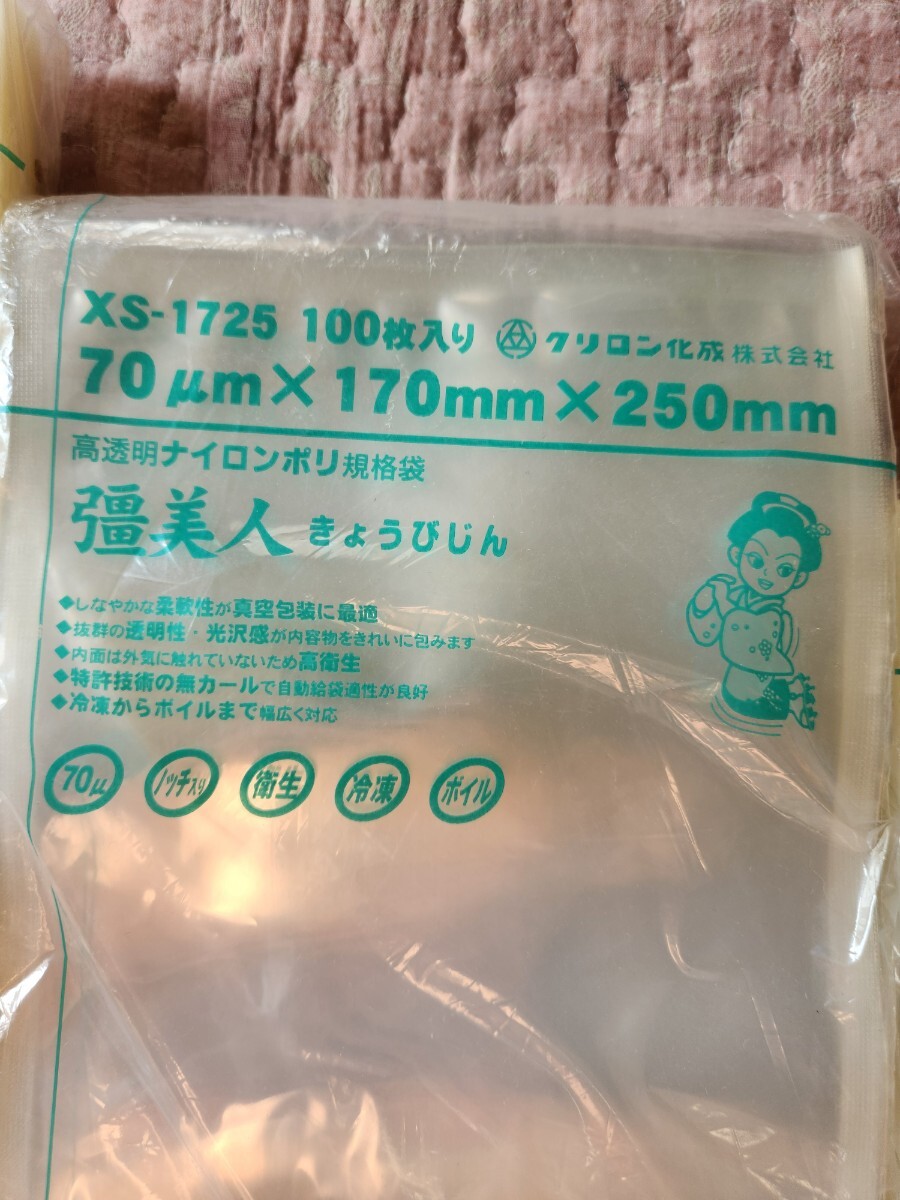 XS-1725 100枚入り クリロン化成株式会社
70μm×170mm×250mm
高透明ナイロンポリ規格袋
彊美人 きょうびじん
◆しなやかな柔軟性が真空包装に最適
◆抜群の透明性・光沢感が内容物をきれいに包みます
◆内面は外気に触れていないため高衛生
◆特許技術の無カールで自動給袋適性が良好
◆冷凍からボイルまで幅広く対応
70μ ノッチ入り 衛生 冷凍 ボイル